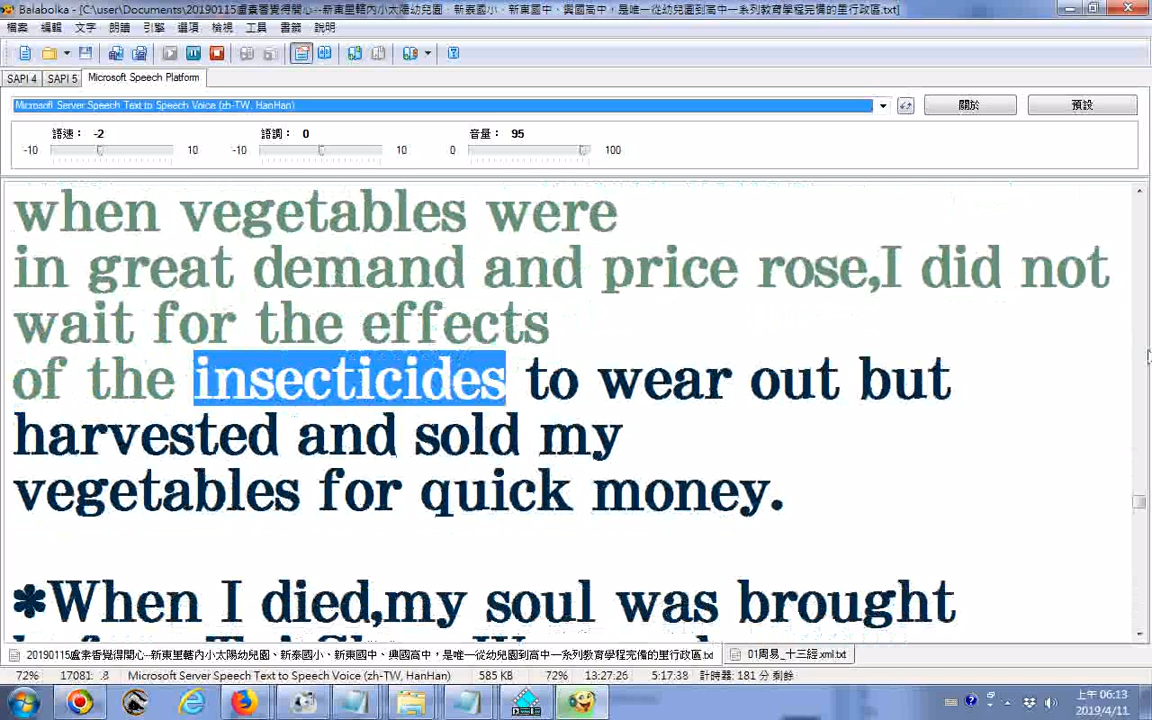 Balabolka - [C:\user\Documents\20190115盧素香覺得開心--新東里轄內小太陽幼兒園、新泰國小、新東國中、興國高中，是唯一從幼兒園到高中一系列教育學程完備的里行政區.txt]
檔案 編輯 文字 朗讀 引擎 選項 檢視 工具 書籤 說明
SAPI 4 SAPI 5 Microsoft Speech Platform
Microsoft Server Speech Text to Speech Voice (zh-TW, HanHan)
關於 預設
語速： -2 語調： 0 音量： 95
-10 10 -10 10 0 100
when vegetables were
in great demand and price rose,I did not
wait for the effects
of the insecticides to wear out but
harvested and sold my
vegetables for quick money.
*When I died,my soul was brought
20190115盧素香覺得開心--新東里轄內小太陽幼兒園、新泰國小、新東國中、興國高中，是唯一從幼兒園到高中一系列教育學程完備的里行政區.txt 01周易_十三經.xml.txt
72% Microsoft Server Speech Text to Speech Voice (zh-TW, HanHan) 585 KB 72% 13:27:26 5:17:38 計時器: 181 分 剩餘
上午 06:13
2019/4/11